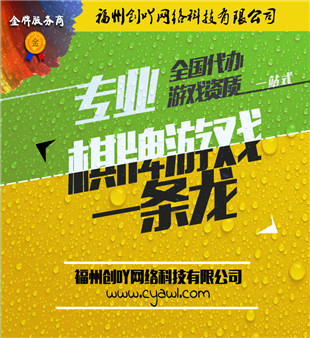 金牌服务商
金
福州创吖网络科技有限公司
专业!
全国代办
游戏资质
一站式
棋牌游戏
一条龙
福州创吖网络科技有限公司
www.cyawl.com